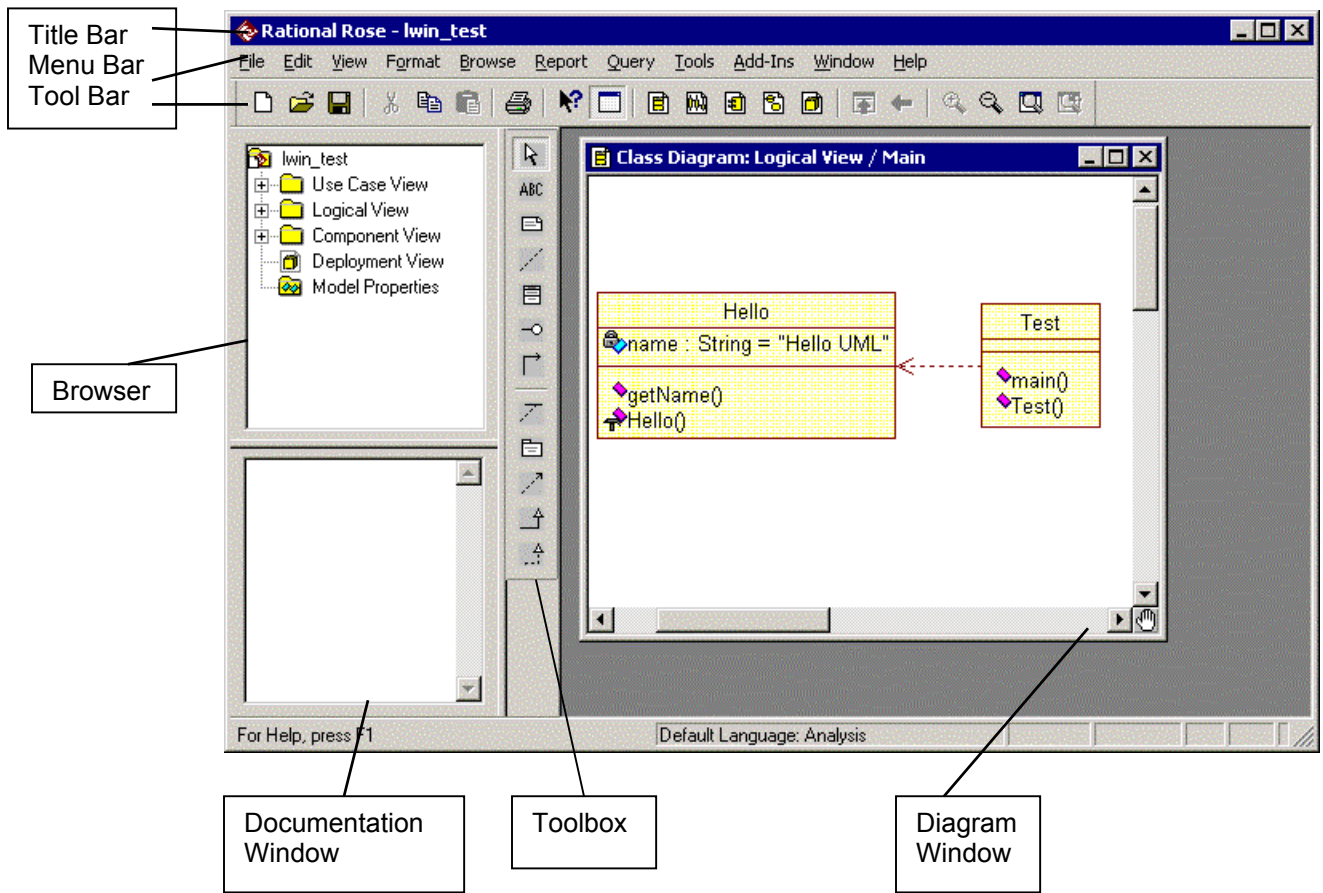 Title Bar
Menu Bar
Tool Bar
Rational Rose - lwin_test
File Edit View Format Browse Report Query Tools Add-Ins Window Help
lwin_test
Use Case View
Logical View
Component View
Deployment View
Model Properties
Browser
ABC
Class Diagram: Logical View / Main
Hello
name : String = "Hello UML"
getName()
Hello()
Test
main()
Test()
For Help, press F1
Default Language: Analysis
Documentation
Window
Toolbox
Diagram
Window